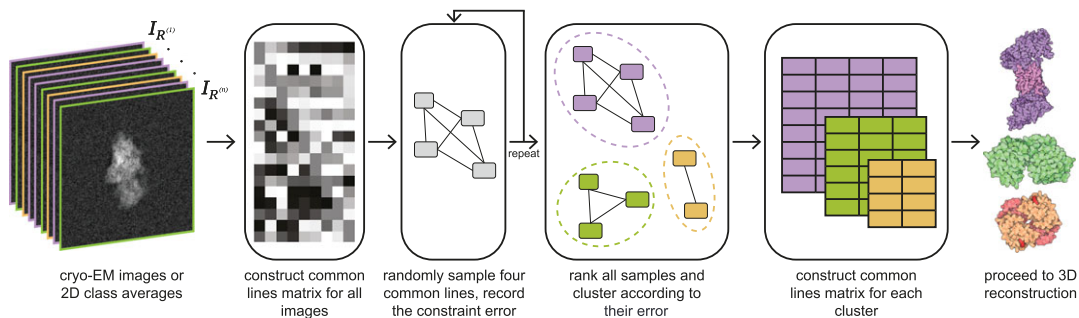 I_R(1)
I_R(n)
repeat
cryo-EM images or
2D class averages
construct common
lines matrix for all
images
randomly sample four
common lines, record
the constraint error
rank all samples and
cluster according to
their error
construct common
lines matrix for each
cluster
proceed to 3D
reconstruction